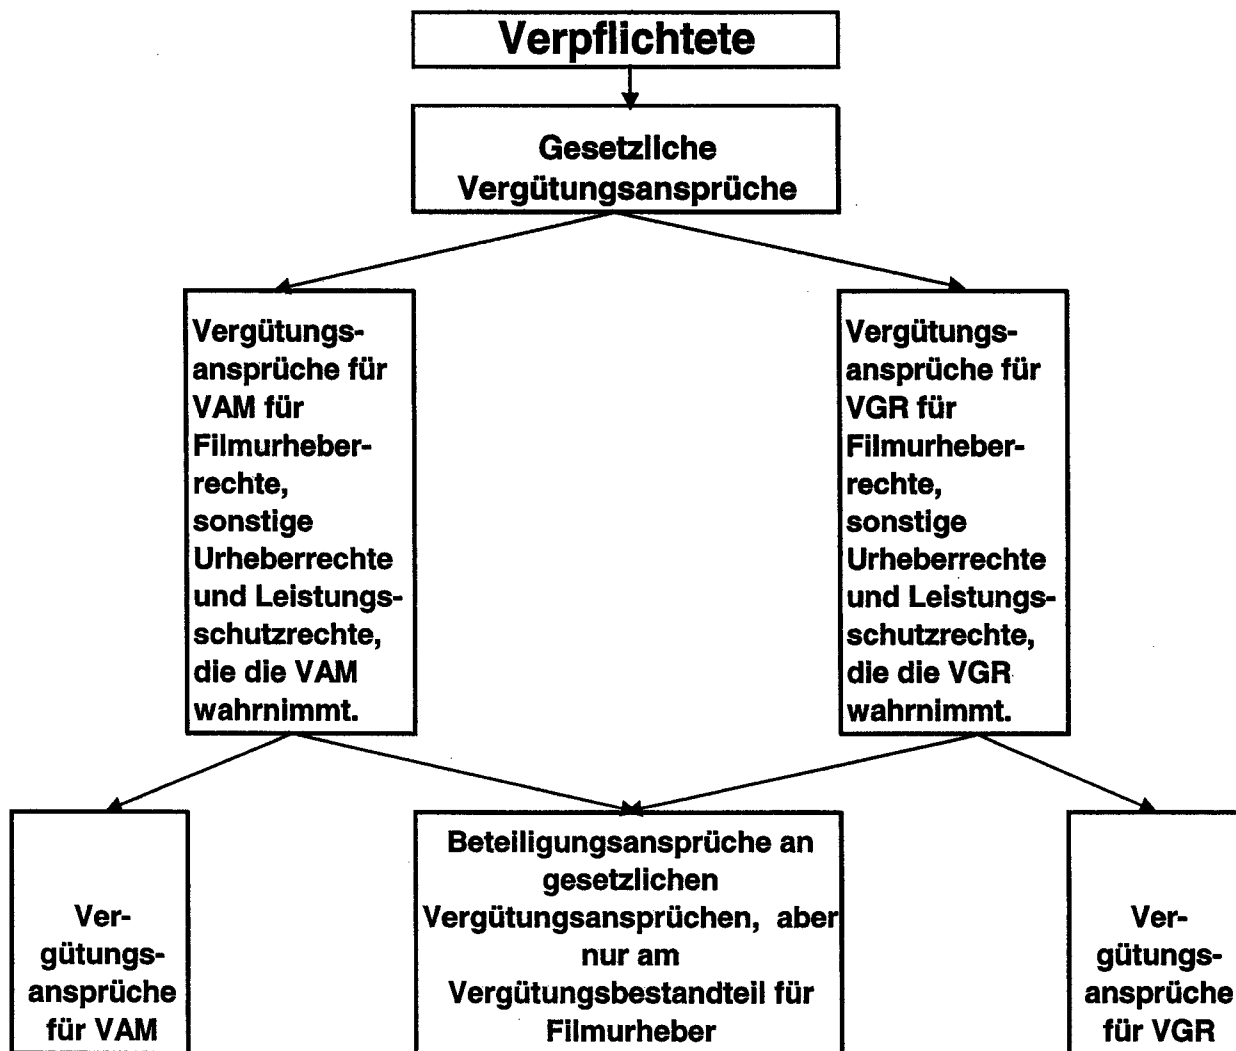 Verpflichtete
Gesetzliche
Vergütungsansprüche
Vergütungs-
ansprüche für
VAM für
Filmurheber-
rechte,
sonstige
Urheberrechte
und Leistungs-
schutzrechte,
die die VAM
wahrnimmt.
Vergütungs-
ansprüche für
VGR für
Filmurheber-
rechte,
sonstige
Urheberrechte
und Leistungs-
schutzrechte,
die die VGR
wahrnimmt.
Ver-
gütungs-
ansprüche
für VAM
Beteiligungsansprüche an
gesetzlichen
Vergütungsansprüchen, aber
nur am
Vergütungsbestandteil für
Filmurheber
Ver-
gütungs-
ansprüche
für VGR